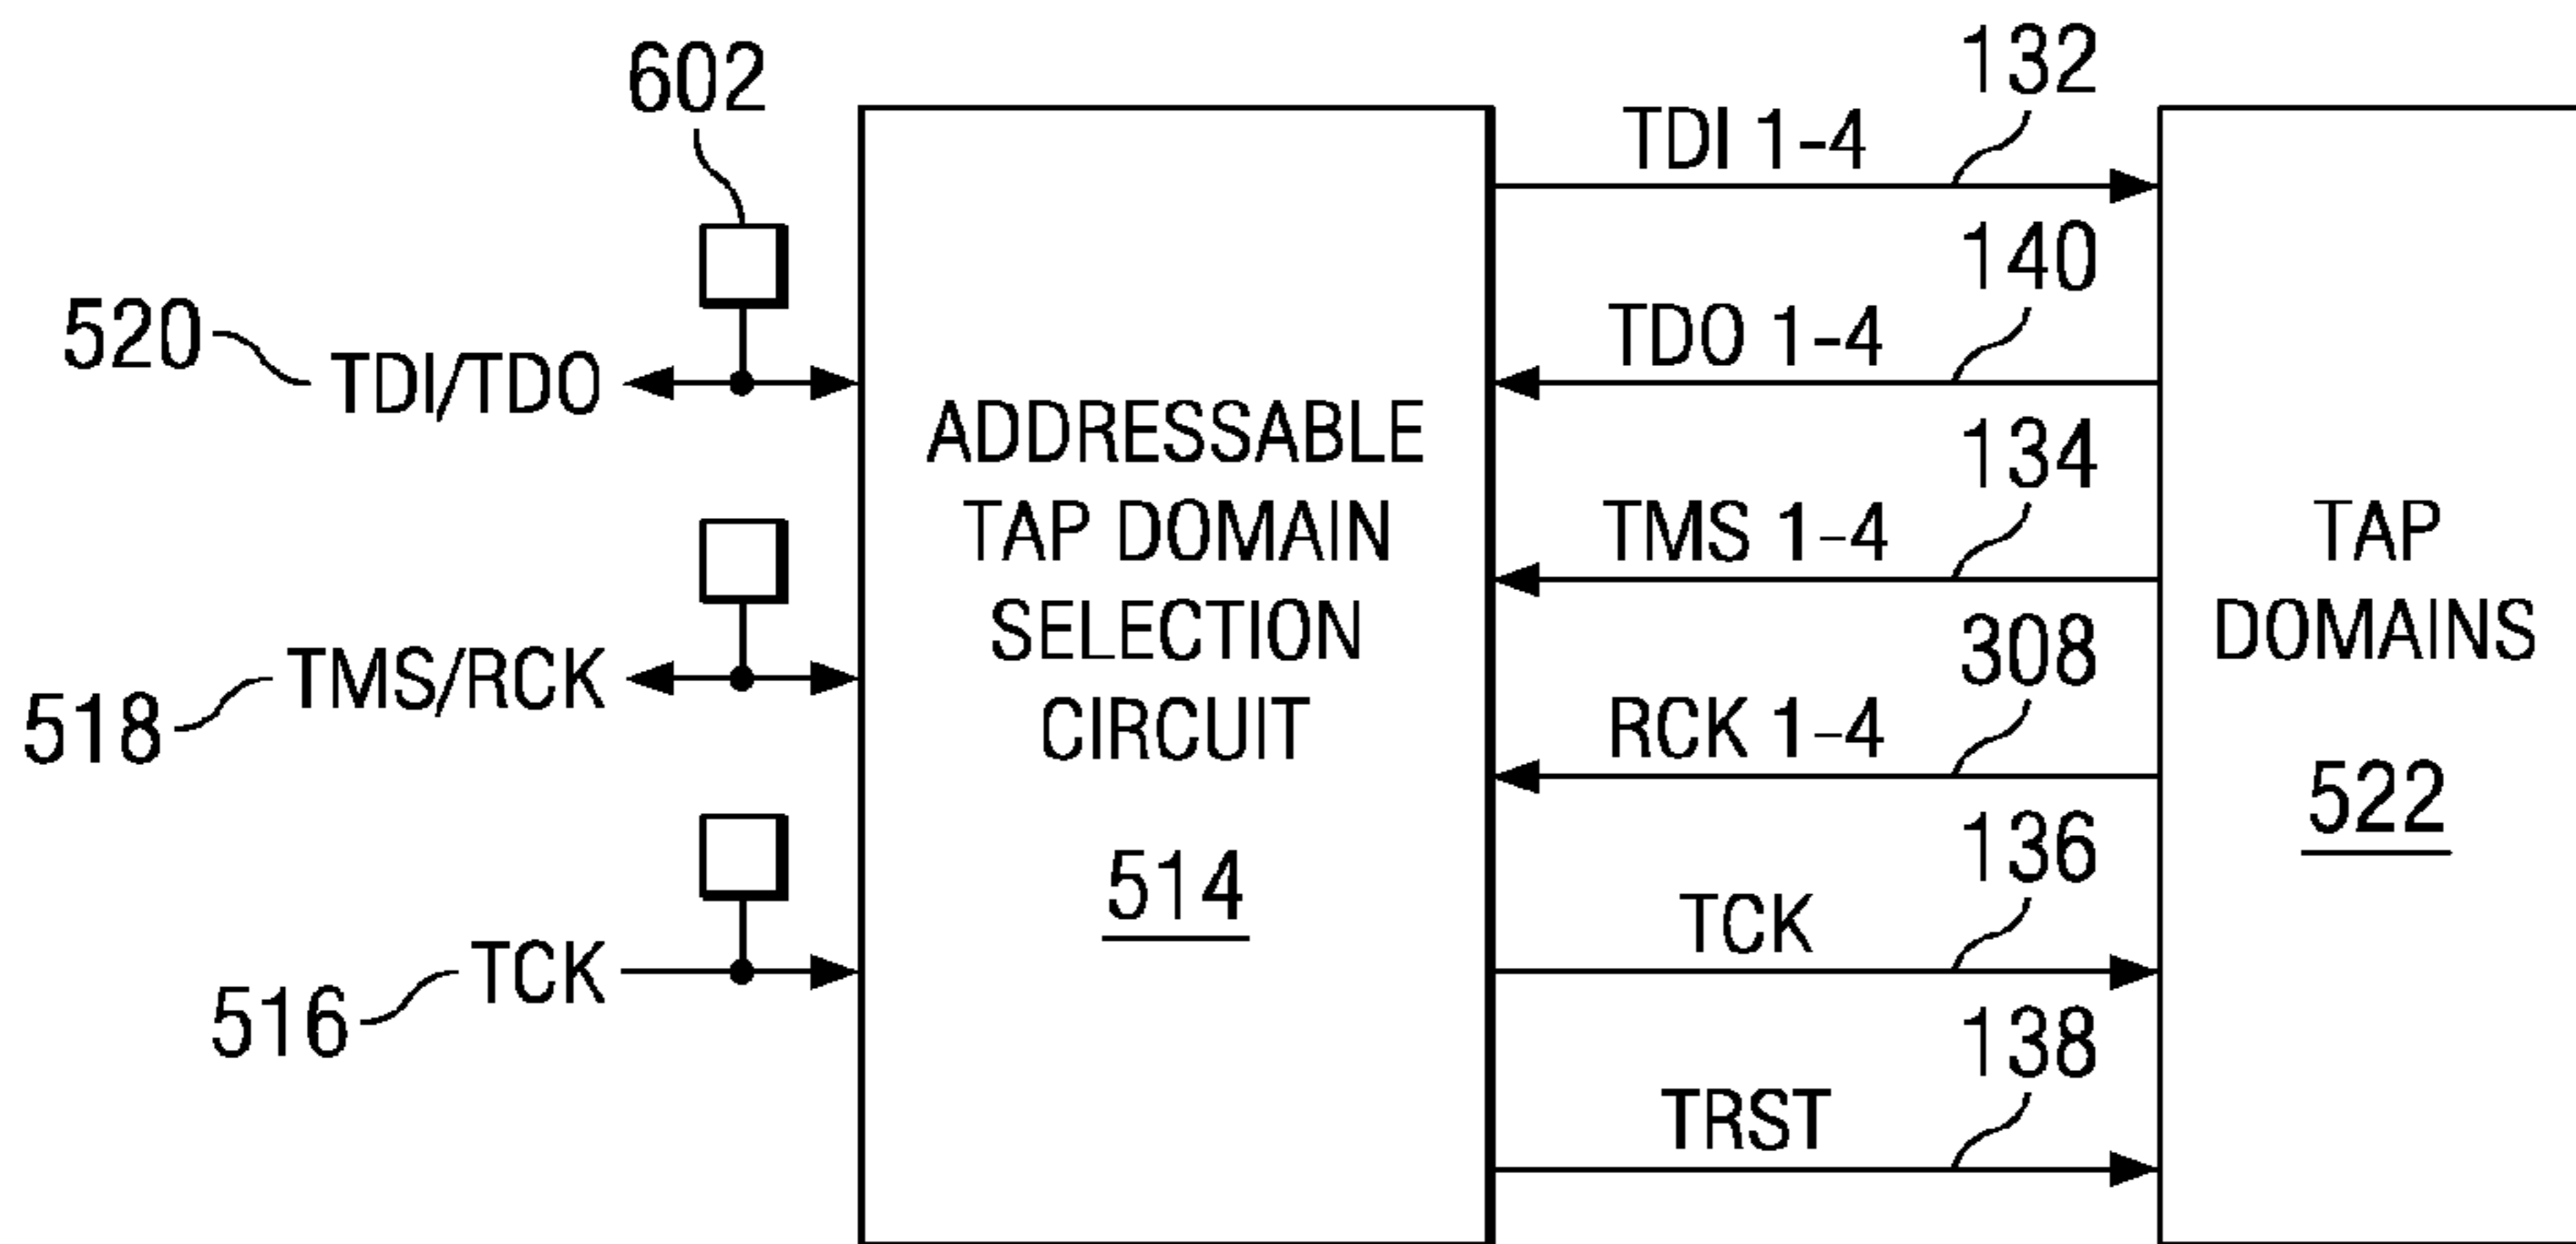 602
520
TDI/TDO
518
TMS/RCK
516
TCK
ADDRESSABLE
TAP DOMAIN
SELECTION
CIRCUIT
514
132
TDI 1-4
140
TDO 1-4
134
TMS 1-4
308
RCK 1-4
136
TCK
138
TRST
TAP
DOMAINS
522